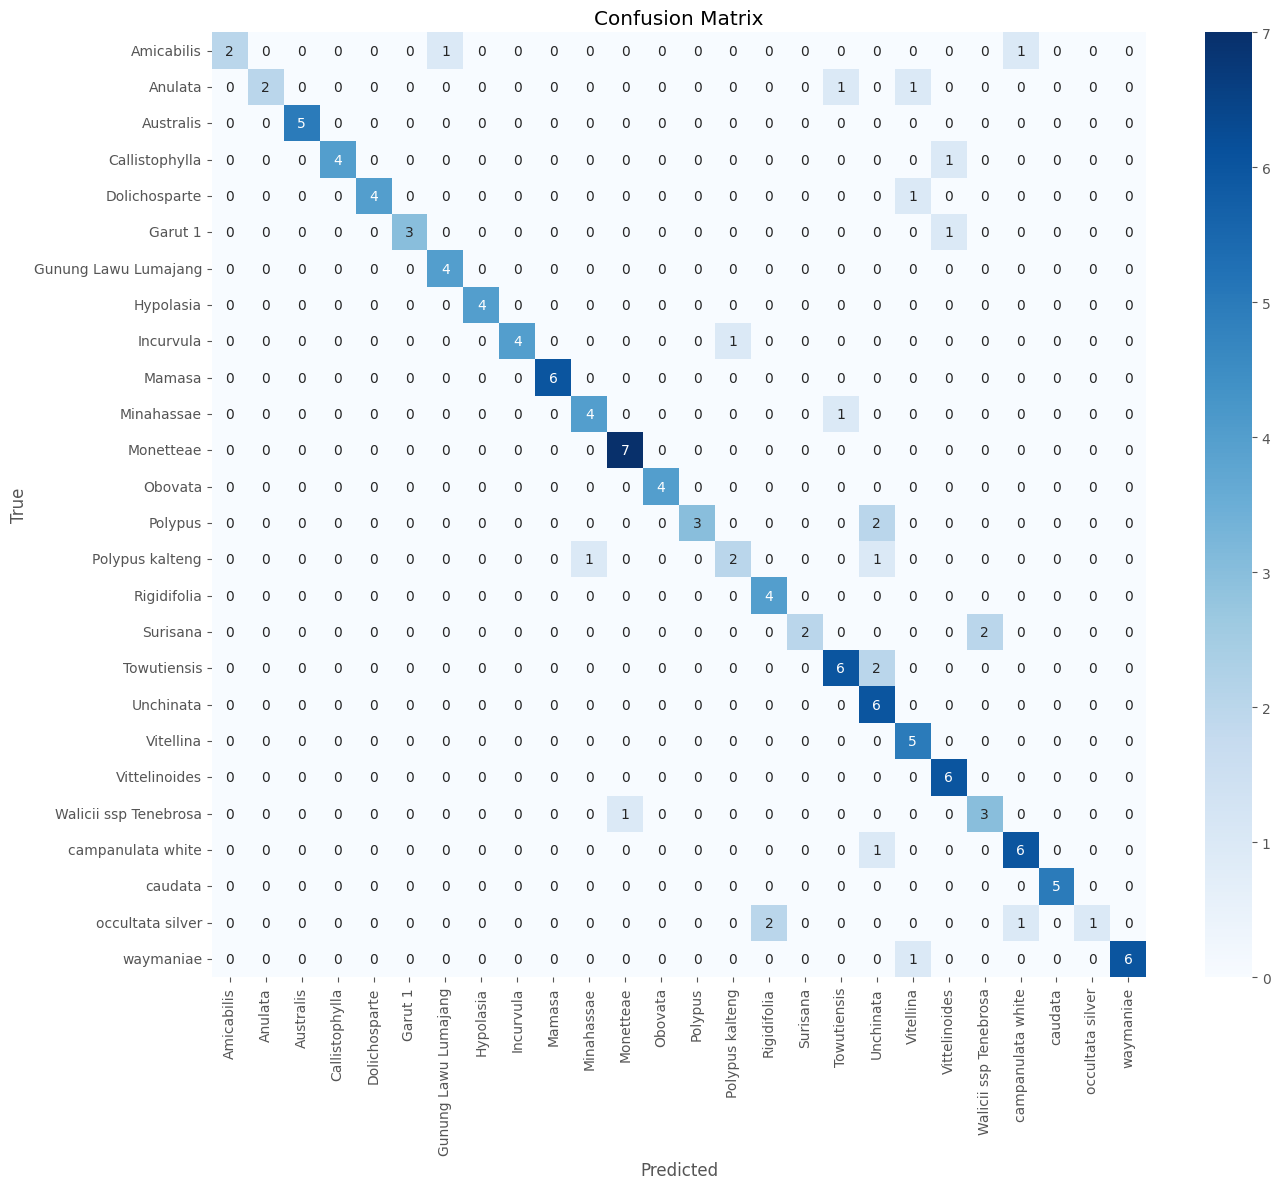 Confusion Matrix
Amicabilis 2 0 0 0 0 0 1 0 0 0 0 0 0 0 0 0 0 0 0 0 0 0 1 0 0 0
Anulata 0 2 0 0 0 0 0 0 0 0 0 0 0 0 0 0 0 1 0 1 0 0 0 0 0 0
Australis 0 0 5 0 0 0 0 0 0 0 0 0 0 0 0 0 0 0 0 0 0 0 0 0 0 0
Callistophylla 0 0 0 4 0 0 0 0 0 0 0 0 0 0 0 0 0 0 0 0 1 0 0 0 0 0
Dolichosparte 0 0 0 0 4 0 0 0 0 0 0 0 0 0 0 0 0 0 0 1 0 0 0 0 0 0
Garut 1 0 0 0 0 0 3 0 0 0 0 0 0 0 0 0 0 0 0 0 0 1 0 0 0 0 0
Gunung Lawu Lumajang 0 0 0 0 0 0 4 0 0 0 0 0 0 0 0 0 0 0 0 0 0 0 0 0 0 0
Hypolasia 0 0 0 0 0 0 0 4 0 0 0 0 0 0 0 0 0 0 0 0 0 0 0 0 0 0
Incurvula 0 0 0 0 0 0 0 0 4 0 0 0 0 0 1 0 0 0 0 0 0 0 0 0 0 0
Mamasa 0 0 0 0 0 0 0 0 0 6 0 0 0 0 0 0 0 0 0 0 0 0 0 0 0 0
Minahassae 0 0 0 0 0 0 0 0 0 0 4 0 0 0 0 0 0 1 0 0 0 0 0 0 0 0
Monetteae 0 0 0 0 0 0 0 0 0 0 0 7 0 0 0 0 0 0 0 0 0 0 0 0 0 0
Obovata 0 0 0 0 0 0 0 0 0 0 0 0 4 0 0 0 0 0 0 0 0 0 0 0 0 0
Polypus 0 0 0 0 0 0 0 0 0 0 0 0 0 3 0 0 0 0 2 0 0 0 0 0 0 0
Polypus kalteng 0 0 0 0 0 0 0 0 0 0 1 0 0 0 2 0 0 0 1 0 0 0 0 0 0 0
Rigidifolia 0 0 0 0 0 0 0 0 0 0 0 0 0 0 0 4 0 0 0 0 0 0 0 0 0 0
Surisana 0 0 0 0 0 0 0 0 0 0 0 0 0 0 0 0 2 0 0 0 0 2 0 0 0 0
Towutiensis 0 0 0 0 0 0 0 0 0 0 0 0 0 0 0 0 0 6 2 0 0 0 0 0 0 0
Unchinata 0 0 0 0 0 0 0 0 0 0 0 0 0 0 0 0 0 0 6 0 0 0 0 0 0 0
Vitellina 0 0 0 0 0 0 0 0 0 0 0 0 0 0 0 0 0 0 0 5 0 0 0 0 0 0
Vittelinoides 0 0 0 0 0 0 0 0 0 0 0 0 0 0 0 0 0 0 0 0 6 0 0 0 0 0
Walicii ssp Tenebrosa 0 0 0 0 0 0 0 0 0 0 0 1 0 0 0 0 0 0 0 0 0 3 0 0 0 0
campanulata white 0 0 0 0 0 0 0 0 0 0 0 0 0 0 0 0 0 0 1 0 0 0 6 0 0 0
caudata 0 0 0 0 0 0 0 0 0 0 0 0 0 0 0 0 0 0 0 0 0 0 0 5 0 0
occultata silver 0 0 0 0 0 0 0 0 0 0 0 0 0 0 0 2 0 0 0 0 0 0 1 0 1 0
waymaniae 0 0 0 0 0 0 0 0 0 0 0 0 0 0 0 0 0 0 0 1 0 0 0 0 0 6
True
Amicabilis
Anulata
Australis
Callistophylla
Dolichosparte
Garut 1
Gunung Lawu Lumajang
Hypolasia
Incurvula
Mamasa
Minahassae
Monetteae
Obovata
Polypus
Polypus kalteng
Rigidifolia
Surisana
Towutiensis
Unchinata
Vitellina
Vittelinoides
Walicii ssp Tenebrosa
campanulata white
caudata
occultata silver
waymaniae
Predicted
7
6
5
4
3
2
1
0